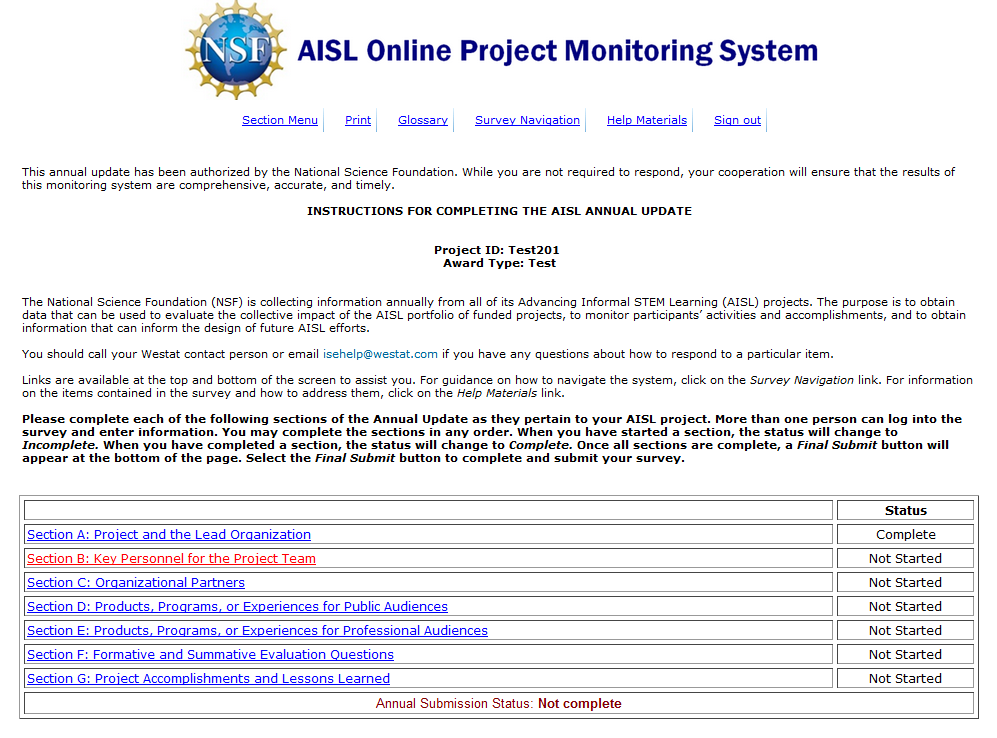 NSF AISL Online Project Monitoring System
Section Menu Print Glossary Survey Navigation Help Materials Sign out
This annual update has been authorized by the National Science Foundation. While you are not required to respond, your cooperation will ensure that the results of
this monitoring system are comprehensive, accurate, and timely.
INSTRUCTIONS FOR COMPLETING THE AISL ANNUAL UPDATE
Project ID: Test201
Award Type: Test
The National Science Foundation (NSF) is collecting information annually from all of its Advancing Informal STEM Learning (AISL) projects. The purpose is to obtain
data that can be used to evaluate the collective impact of the AISL portfolio of funded projects, to monitor participants’ activities and accomplishments, and to obtain
information that can inform the design of future AISL efforts.
You should call your Westat contact person or email isehelp@westat.com if you have any questions about how to respond to a particular item.
Links are available at the top and bottom of the screen to assist you. For guidance on how to navigate the system, click on the Survey Navigation link. For information
on the items contained in the survey and how to address them, click on the Help Materials link.
Please complete each of the following sections of the Annual Update as they pertain to your AISL project. More than one person can log into the
survey and enter information. You may complete the sections in any order. When you have started a section, the status will change to
Incomplete. When you have completed a section, the status will change to Complete. Once all sections are complete, a Final Submit button will
appear at the bottom of the page. Select the Final Submit button to complete and submit your survey.
Status
Section A: Project and the Lead Organization Complete
Section B: Key Personnel for the Project Team Not Started
Section C: Organizational Partners Not Started
Section D: Products, Programs, or Experiences for Public Audiences Not Started
Section E: Products, Programs, or Experiences for Professional Audiences Not Started
Section F: Formative and Summative Evaluation Questions Not Started
Section G: Project Accomplishments and Lessons Learned Not Started
Annual Submission Status: Not complete